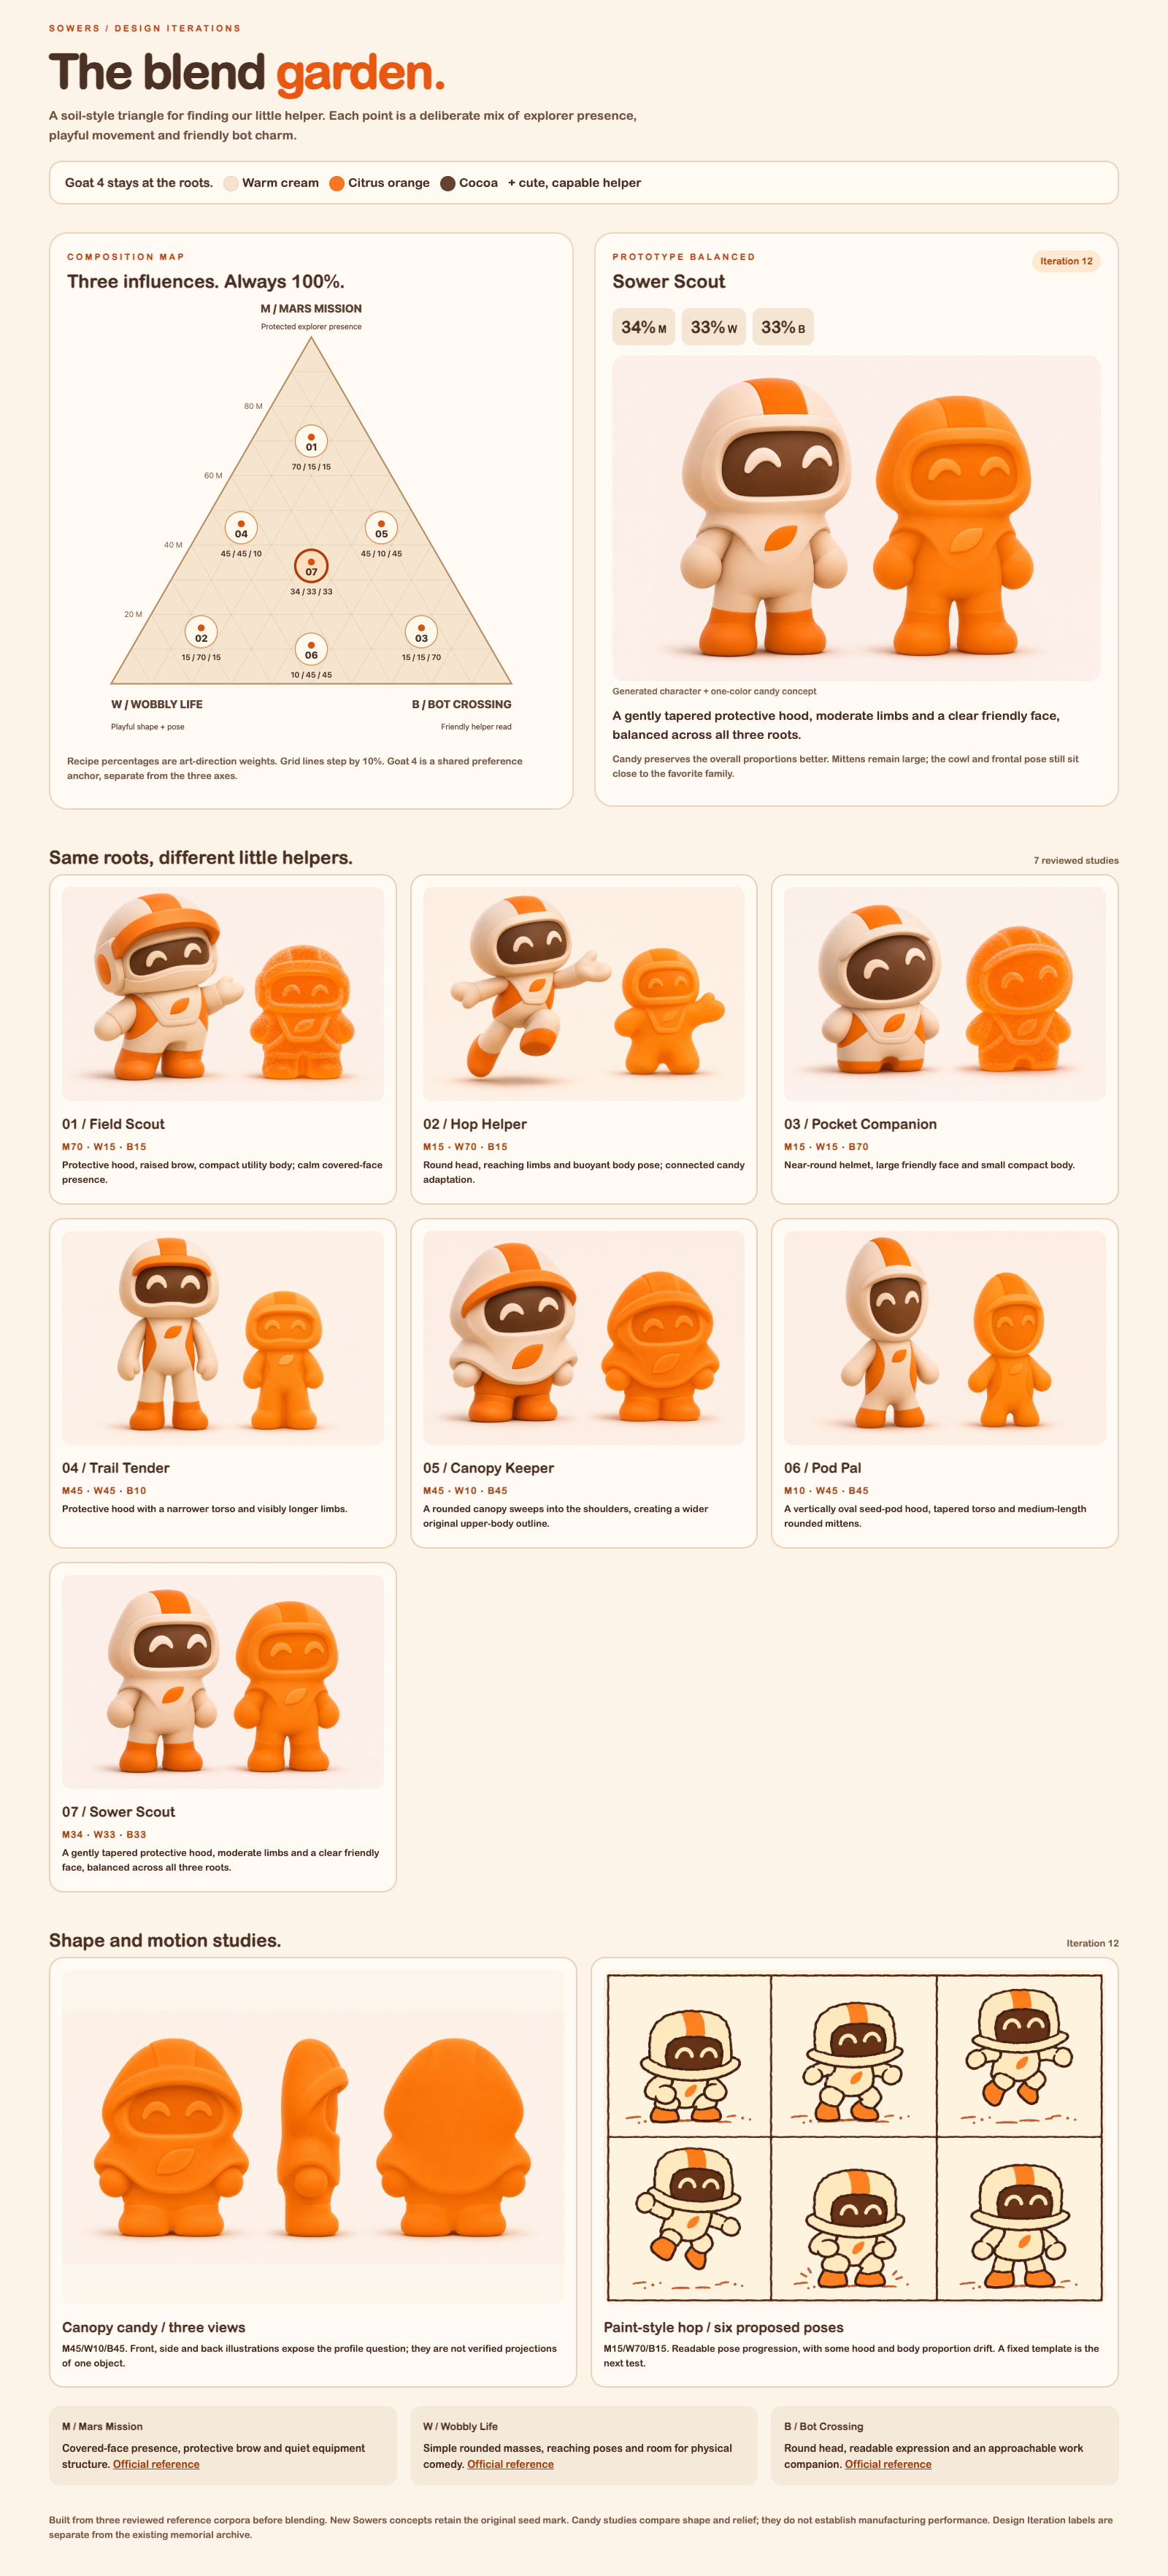 SOWERS / DESIGN ITERATIONS
The blend garden.
A soil-style triangle for finding our little helper. Each point is a deliberate mix of explorer presence,
playful movement and friendly bot charm.
Goat 4 stays at the roots. Warm cream Citrus orange Cocoa + cute, capable helper
COMPOSITION MAP
Three influences. Always 100%.
M / MARS MISSION
Protected explorer presence
80 M
01
70 / 15 / 15
60 M
04
45 / 45 / 10
05
45 / 10 / 45
40 M
07
34 / 33 / 33
20 M
02
15 / 70 / 15
03
15 / 15 / 70
06
10 / 45 / 45
W / WOBBLY LIFE
Playful shape + pose
B / BOT CROSSING
Friendly helper read
Recipe percentages are art-direction weights. Grid lines step by 10%. Goat 4 is a shared preference
anchor, separate from the three axes.
PROTOTYPE BALANCED
Iteration 12
Sower Scout
34% M 33% W 33% B
Generated character + one-color candy concept
A gently tapered protective hood, moderate limbs and a clear friendly face,
balanced across all three roots.
Candy preserves the overall proportions better. Mittens remain large; the cowl and frontal pose still sit
close to the favorite family.
Same roots, different little helpers.
7 reviewed studies
01 / Field Scout
M70 · W15 · B15
Protective hood, raised brow, compact utility body; calm covered-face
presence.
02 / Hop Helper
M15 · W70 · B15
Round head, reaching limbs and buoyant body pose; connected candy
adaptation.
03 / Pocket Companion
M15 · W15 · B70
Near-round helmet, large friendly face and small compact body.
04 / Trail Tender
M45 · W45 · B10
Protective hood with a narrower torso and visibly longer limbs.
05 / Canopy Keeper
M45 · W10 · B45
A rounded canopy sweeps into the shoulders, creating a wider
original upper-body outline.
06 / Pod Pal
M10 · W45 · B45
A vertically oval seed-pod hood, tapered torso and medium-length
rounded mittens.
07 / Sower Scout
M34 · W33 · B33
A gently tapered protective hood, moderate limbs and a clear friendly
face, balanced across all three roots.
Shape and motion studies.
Iteration 12
Canopy candy / three views
M45/W10/B45. Front, side and back illustrations expose the profile question; they are not verified projections
of one object.
Paint-style hop / six proposed poses
M15/W70/B15. Readable pose progression, with some hood and body proportion drift. A fixed template is the
next test.
M / Mars Mission
Covered-face presence, protective brow and quiet equipment
structure. Official reference
W / Wobbly Life
Simple rounded masses, reaching poses and room for physical
comedy. Official reference
B / Bot Crossing
Round head, readable expression and an approachable work
companion. Official reference
Built from three reviewed reference corpora before blending. New Sowers concepts retain the original seed mark. Candy studies compare shape and relief; they do not establish manufacturing performance. Design Iteration labels are
separate from the existing memorial archive.